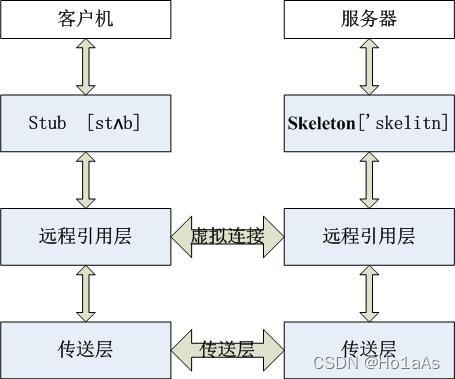 客户机
服务器
Stub [stʌb]
Skeleton['skelitn]
远程引用层
虚拟连接
远程引用层
传送层
传送层
传送层
CSDN @Ho1aAs